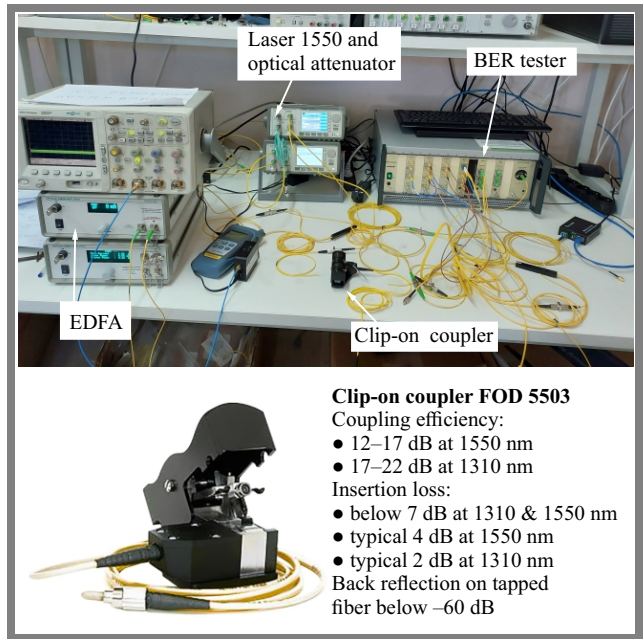 Laser 1550 and
optical attenuator
BER tester
EDFA
Clip-on coupler
Clip-on coupler FOD 5503
Coupling efficiency:
● 12–17 dB at 1550 nm
● 17–22 dB at 1310 nm
Insertion loss:
● below 7 dB at 1310 & 1550 nm
● typical 4 dB at 1550 nm
● typical 2 dB at 1310 nm
Back reflection on tapped
fiber below –60 dB